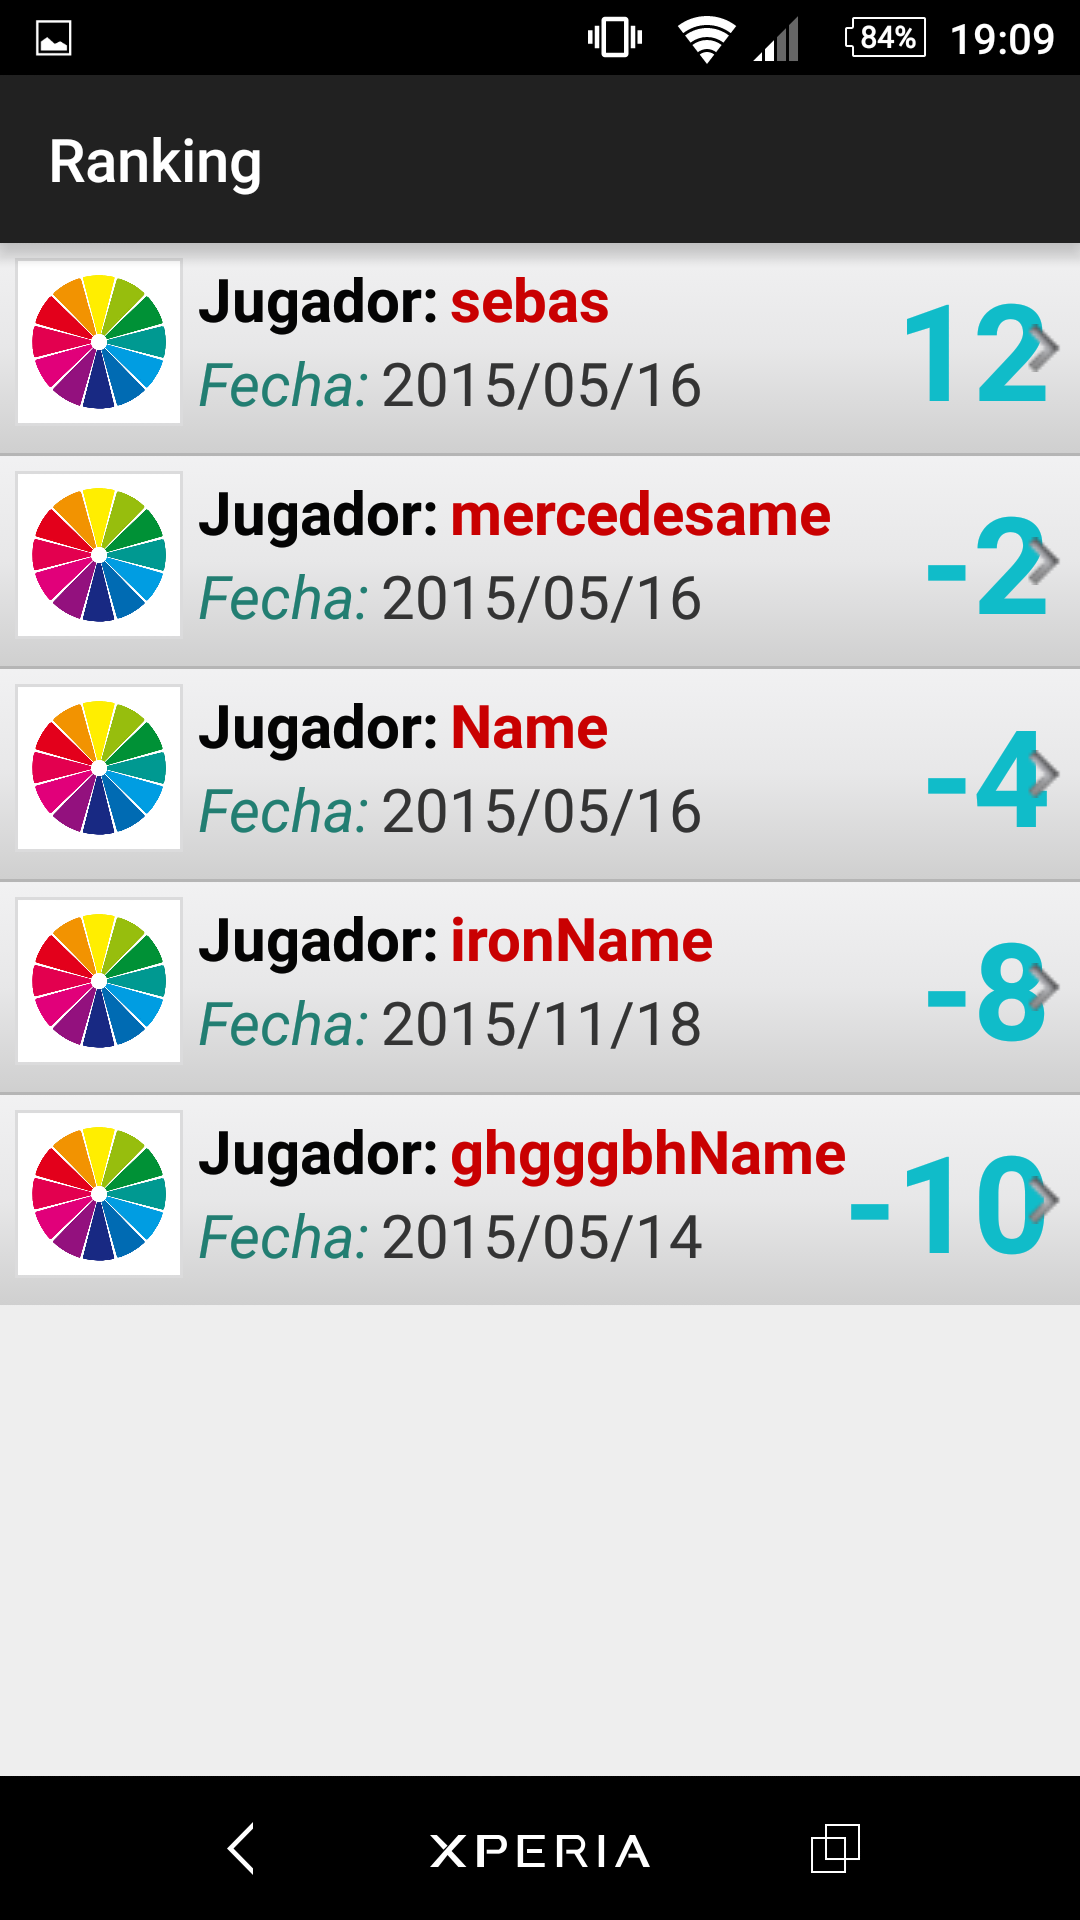 84% 19:09
Ranking
Jugador: sebas
Fecha: 2015/05/16
12
Jugador: mercedesame
Fecha: 2015/05/16
-2
Jugador: Name
Fecha: 2015/05/16
-4
Jugador: ironName
Fecha: 2015/11/18
-8
Jugador: ghgggbhName
Fecha: 2015/05/14
-10
XPERIA